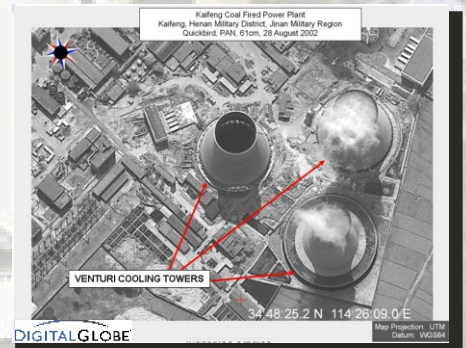 Kaifeng Coal Fired Power Plant
Kaifeng, Henan Military District, Jinan Military Region
Quickbird, PAN, 61cm, 28 August 2002
VENTURI COOLING TOWERS
34:48:25.2 N 114:26:09.0 E
Map Projection: UTM
Datum: WGS84
DIGITALGLOBE